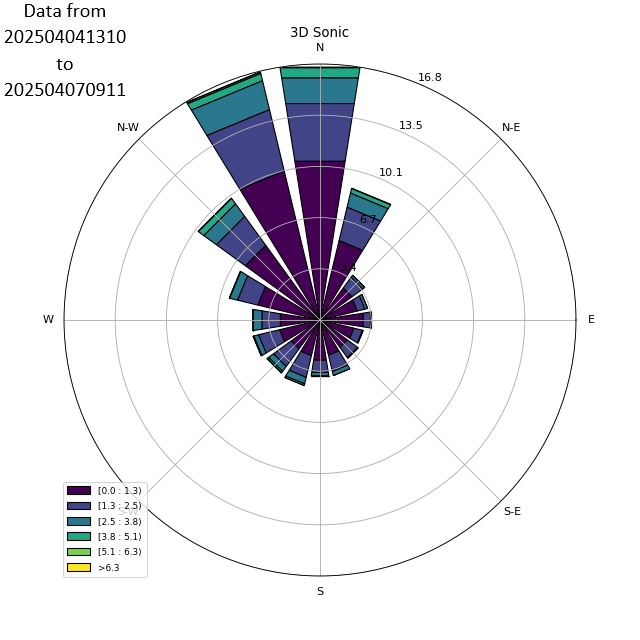 Data from
202504041310
to
202504070911
3D Sonic
N
16.8
N-W
13.5
N-E
10.1
6.7
3.4
W
E
[0.0 : 1.3)
[1.3 : 2.5)
S-W
[2.5 : 3.8)
[3.8 : 5.1)
[5.1 : 6.3)
>6.3
S-E
S